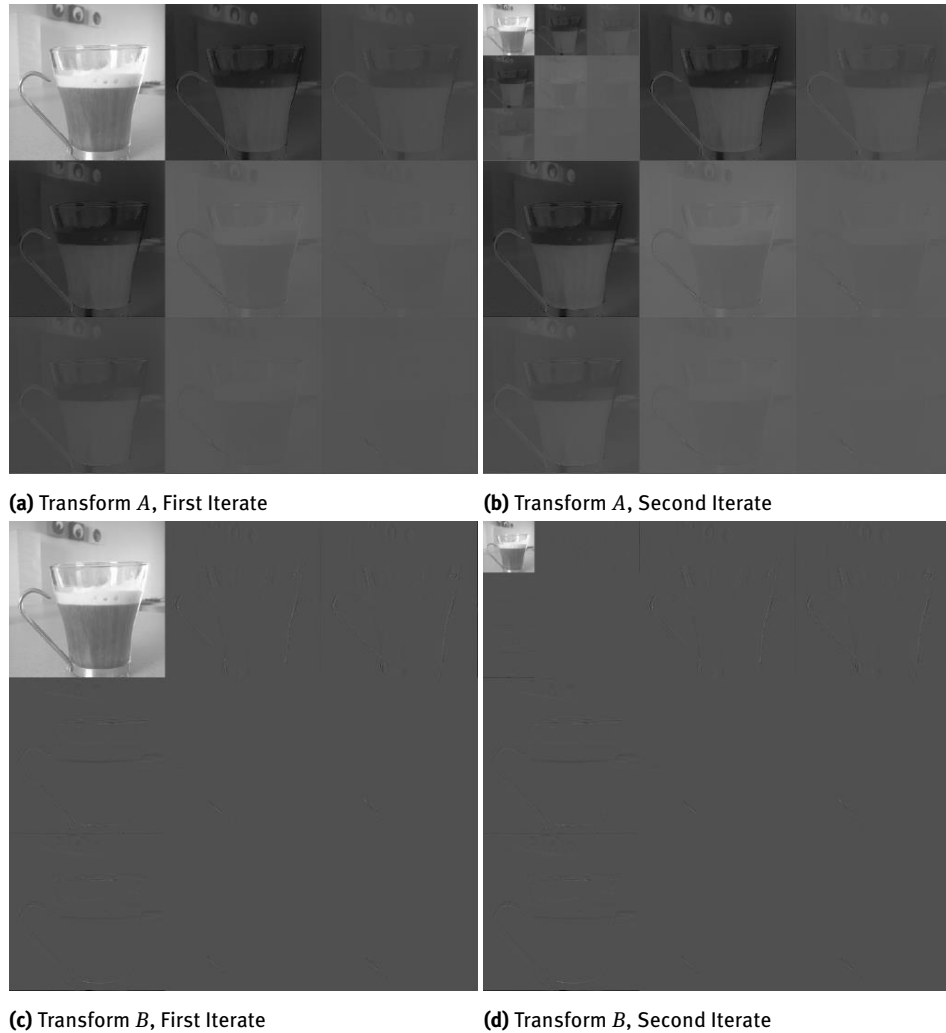 (a) Transform A, First Iterate
(b) Transform A, Second Iterate
(c) Transform B, First Iterate
(d) Transform B, Second Iterate